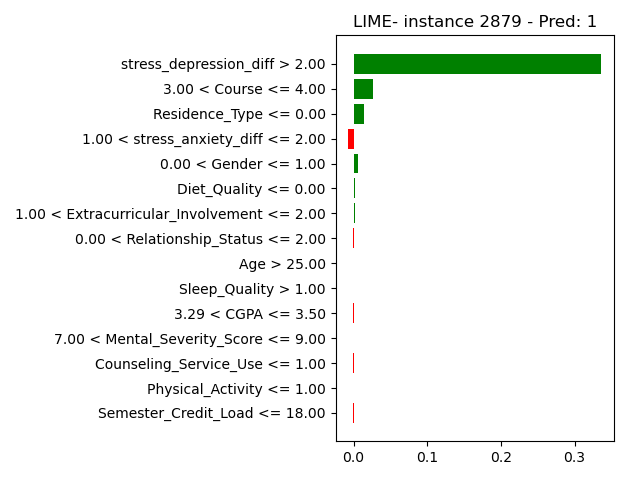 LIME- instance 2879 - Pred: 1
stress_depression_diff > 2.00
3.00 < Course <= 4.00
Residence_Type <= 0.00
1.00 < stress_anxiety_diff <= 2.00
0.00 < Gender <= 1.00
Diet_Quality <= 0.00
1.00 < Extracurricular_Involvement <= 2.00
0.00 < Relationship_Status <= 2.00
Age > 25.00
Sleep_Quality > 1.00
3.29 < CGPA <= 3.50
7.00 < Mental_Severity_Score <= 9.00
Counseling_Service_Use <= 1.00
Physical_Activity <= 1.00
Semester_Credit_Load <= 18.00
0.0 0.1 0.2 0.3